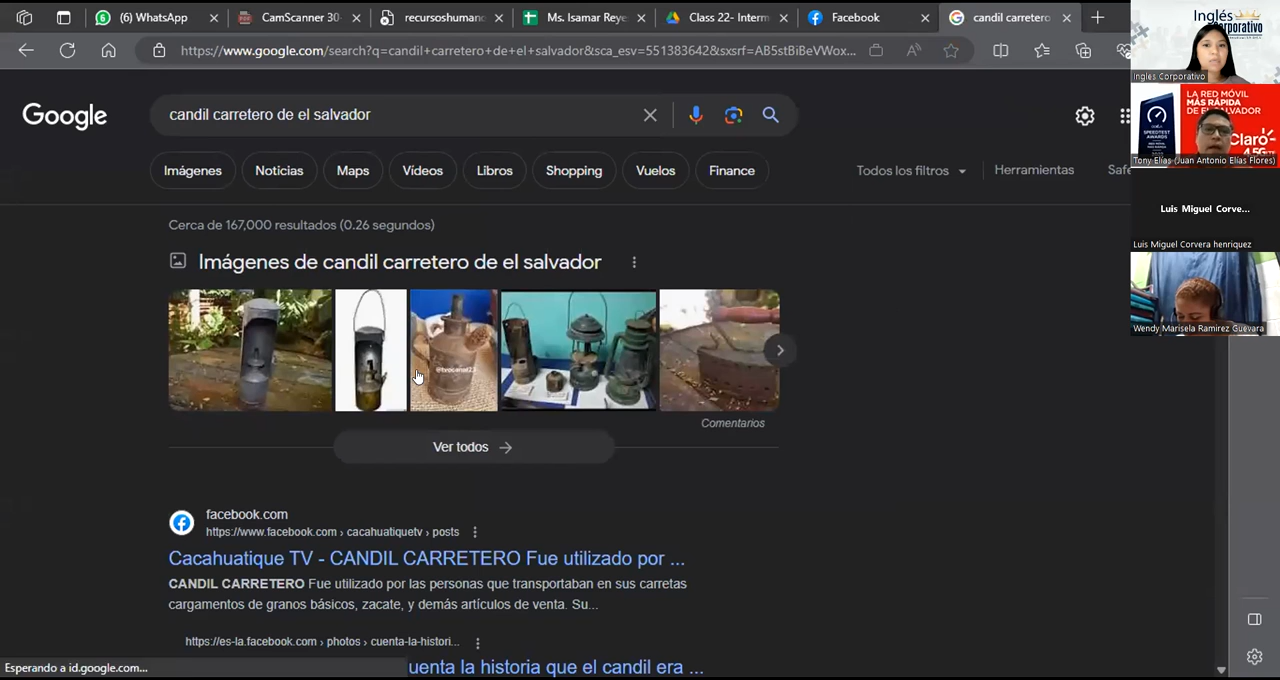 (6) WhatsApp
CamScanner 30-
recursoshuman
Ms. Isamar Reye
Class 22- Interm
Facebook
candil carretero
https://www.google.com/search?q=candil+carretero+de+el+salvador&sca_esv=551383642&sxsrf=AB5stBiBeVWox...
Google
candil carretero de el salvador
Imágenes
Noticias
Maps
Vídeos
Libros
Shopping
Vuelos
Finance
Todos los filtros
Herramientas
Safe
Cerca de 167,000 resultados (0.26 segundos)
Imágenes de candil carretero de el salvador
Comentarios
Ver todos
facebook.com
https://www.facebook.com › cacahuatiquetv › posts
Cacahuatique TV - CANDIL CARRETERO Fue utilizado por ...
CANDIL CARRETERO Fue utilizado por las personas que transportaban en sus carretas
cargamentos de granos básicos, zacate, y demás artículos de venta. Su...
https://es-la.facebook.com › photos › cuenta-la-histori...
uenta la historia que el candil era ...
Esperando a id.google.com...
Inglés
Corporativo
Ingles Corporativo
LA RED MÓVIL
MÁS RÁPIDA
DE EL SALVADOR
SPEEDTEST
AWARDS
Claro
4.5G
Tony Elías (Juan Antonio Elías Flores)
Luis Miguel Corve...
Luis Miguel Corvera henriquez
Wendy Marisela Ramirez Guevara